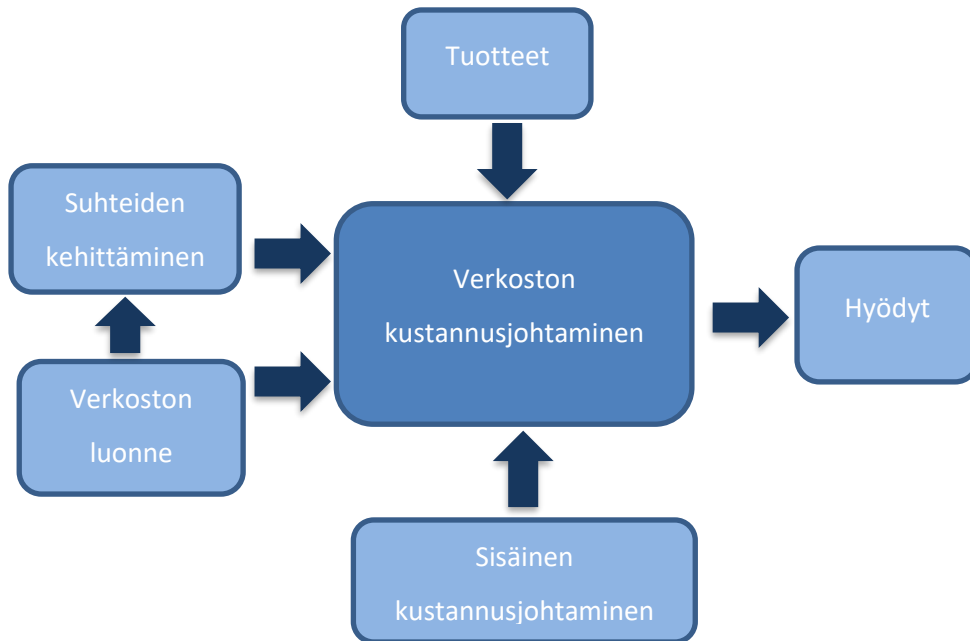 Tuotteet
Suhteiden
kehittäminen
Verkoston
kustannusjohtaminen
Hyödyt
Verkoston
luonne
Sisäinen
kustannusjohtaminen